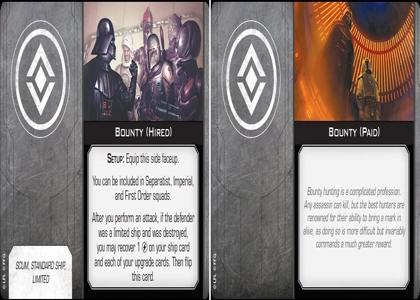 BOUNTY (HIRED)
SETUP: Equip this side faceup.
You can be included in Separatist, Imperial,
and First Order squads.
After you perform an attack, if the defender
was a limited ship and was destroyed,
you may recover 1 on your ship card
and each of your upgrade cards. Then flip
this card.
SCUM, STANDARD SHIP,
LIMITED
©LFL ©FFG
BOUNTY (PAID)
Bounty hunting is a complicated profession.
Any assassin can kill, but the best hunters are
renowned for their ability to bring a mark in
alive, as doing so is more difficult but invariably
commands a much greater reward.
©LFL ©FFG